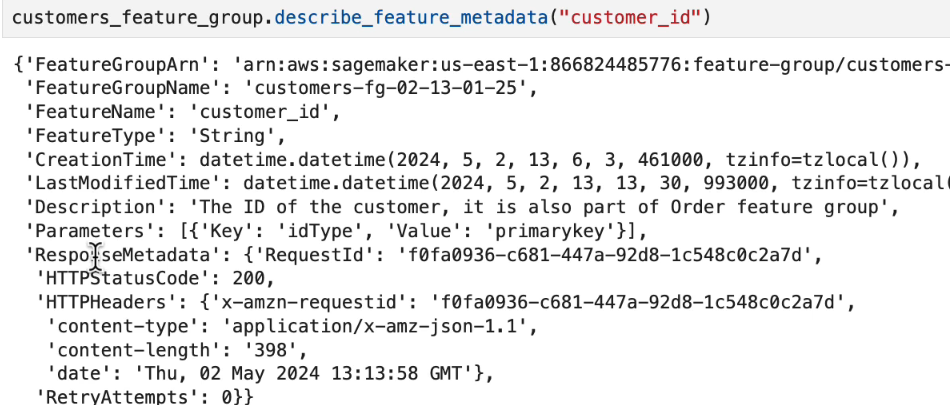 customers_feature_group.describe_feature_metadata("customer_id")
{'FeatureGroupArn': 'arn:aws:sagemaker:us-east-1:866824485776:feature-group/customers-
'FeatureGroupName': 'customers-fg-02-13-01-25',
'FeatureName': 'customer_id',
'FeatureType': 'String',
'CreationTime': datetime.datetime(2024, 5, 2, 13, 6, 3, 461000, tzinfo=tzlocal()),
'LastModifiedTime': datetime.datetime(2024, 5, 2, 13, 13, 30, 993000, tzinfo=tzlocal(
'Description': 'The ID of the customer, it is also part of Order feature group',
'Parameters': [{'Key': 'idType', 'Value': 'primarykey'}],
'ResponseMetadata': {'RequestId': 'f0fa0936-c681-447a-92d8-1c548c0c2a7d',
'HTTPStatusCode': 200,
'HTTPHeaders': {'x-amzn-requestid': 'f0fa0936-c681-447a-92d8-1c548c0c2a7d',
'content-type': 'application/x-amz-json-1.1',
'content-length': '398',
'date': 'Thu, 02 May 2024 13:13:58 GMT'},
'RetryAttempts': 0}}